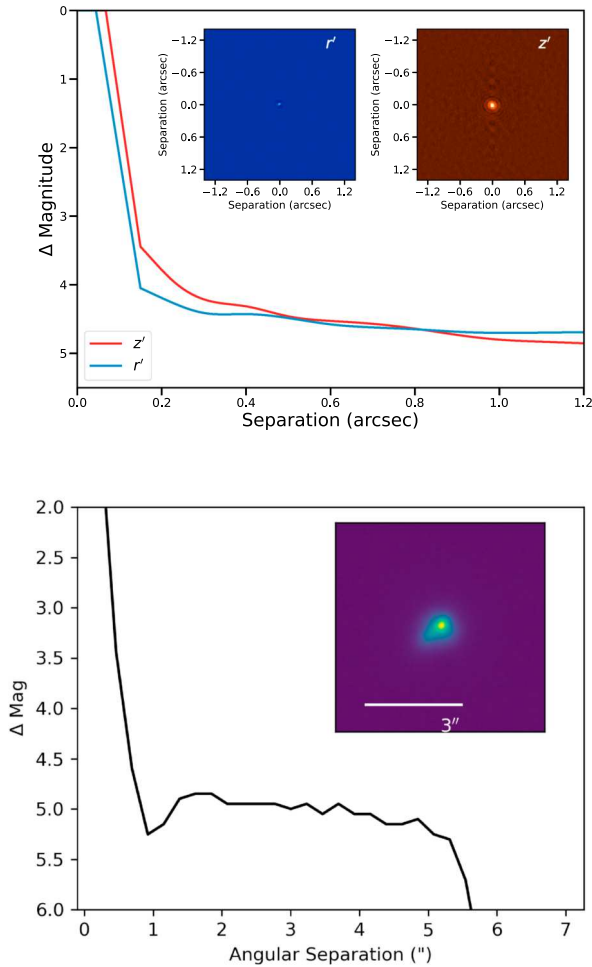 0
1
2
3
4
5
Δ Magnitude
0.0 0.2 0.4 0.6 0.8 1.0 1.2
Separation (arcsec)
z′
r′
r′
−1.2
−0.6
0.0
0.6
1.2
Separation (arcsec)
−1.2 −0.6 0.0 0.6 1.2
Separation (arcsec)
z′
−1.2
−0.6
0.0
0.6
1.2
Separation (arcsec)
−1.2 −0.6 0.0 0.6 1.2
Separation (arcsec)
2.0
2.5
3.0
3.5
4.0
4.5
5.0
5.5
6.0
Δ Mag
3″
0 1 2 3 4 5 6 7
Angular Separation (")